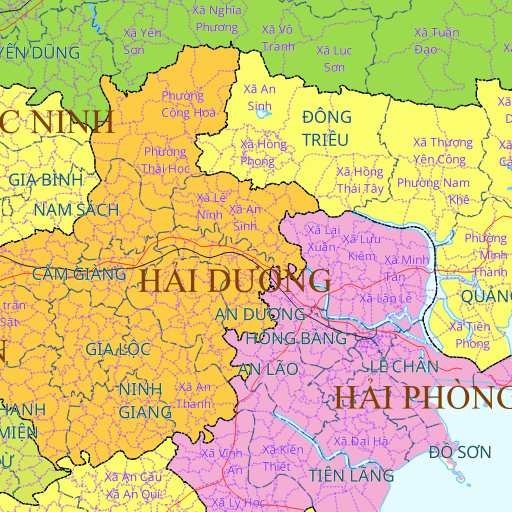 Xã Nghĩa
Phương
Xã Yên
Sơn
Xã Vô
Tranh
Xã Tuấn
Đạo
YÊN DŨNG
Xã Lục
Sơn
Phường
Cộng Hoà
Xã An
Sinh
ĐÔNG
TRIỀU
C NINH
Xã Hồng
Phong
Xã Thượng
Yên Công
Phường
Thái Học
Xã Hồng
Thái Tây
Phường Nam
Khê
GIA BÌNH
NAM SÁCH
Xã Lê
Ninh
Xã An
Sinh
Xã Lại
Xuân
Xã Lưu
Kiếm
Phường
Minh
Thành
Xã Minh
Tân
CẨM GIÀNG
HẢI DƯƠNG
Xã Lập Lễ
QUẢNG
AN DƯƠNG
HỒNG BÀNG
Xã Tiền
Phong
GIA LỘC
AN LÃO
LÊ CHÂN
NINH
GIANG
Xã An
Thanh
HẢI PHÒNG
MIỆN
Xã Đại Hà
Xã Kiến
Thiết
ĐỒ SƠN
Xã Vĩnh
An
TIÊN LÃNG
Xã An Cầu
Xã An Quí
Xã Lý Học